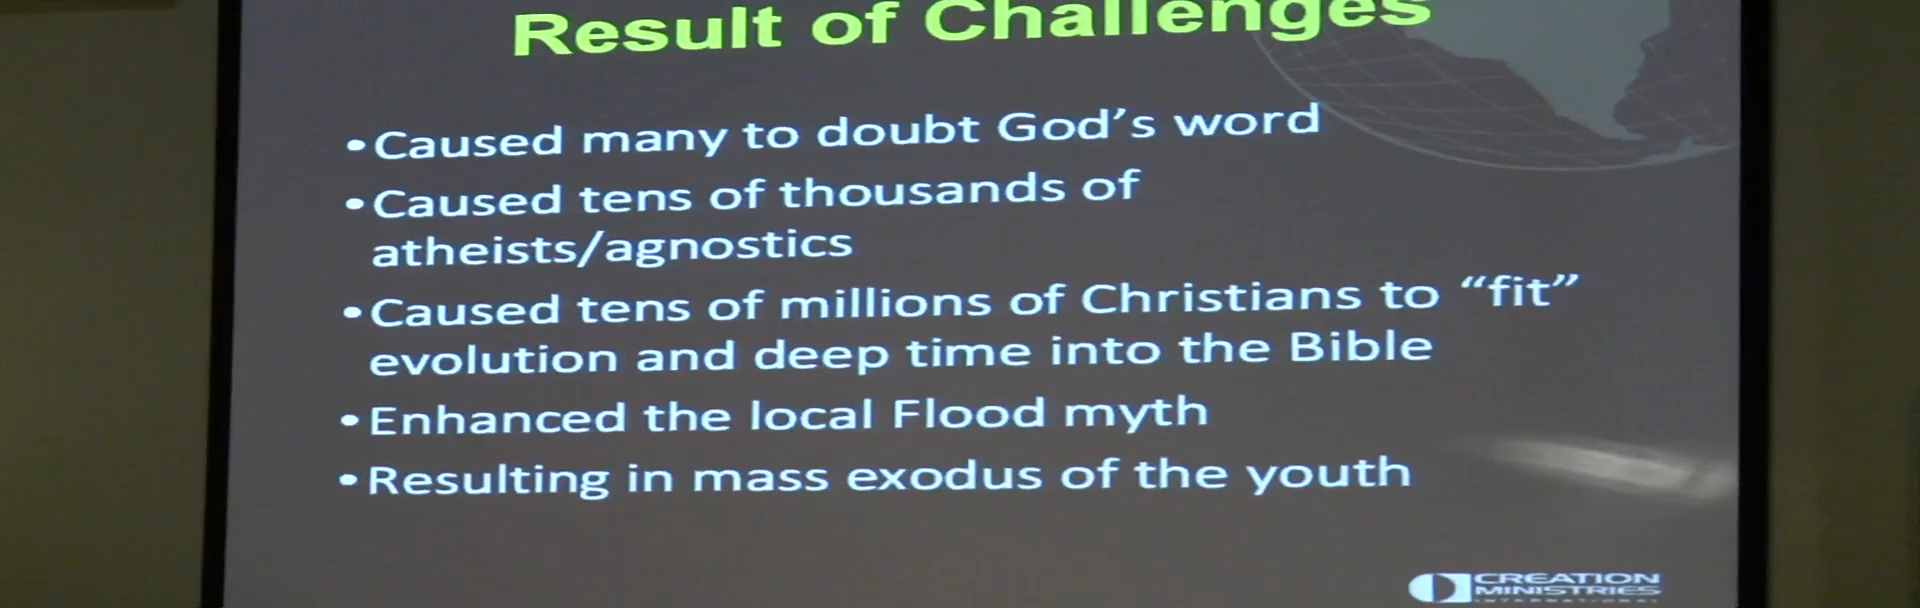 Result of Challenges
•Caused many to doubt God's word
•Caused tens of thousands of
atheists/agnostics
•Caused tens of millions of Christians to “fit”
evolution and deep time into the Bible
•Enhanced the local Flood myth
•Resulting in mass exodus of the youth
CREATION
MINISTRIES
INTERNATIONAL